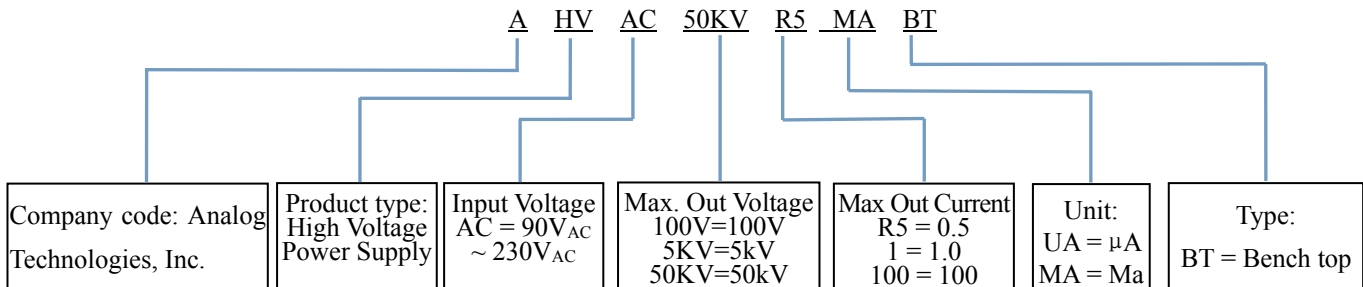 A HV AC 50KV R5 MA BT
Company code: Analog
Technologies, Inc.
Product type:
High Voltage
Power Supply
Input Voltage
AC = 90VAC
~ 230VAC
Max. Out Voltage
100V=100V
5KV=5kV
50KV=50kV
Max Out Current
R5 = 0.5
1 = 1.0
100 = 100
Unit:
UA = μA
MA = Ma
Type:
BT = Bench top